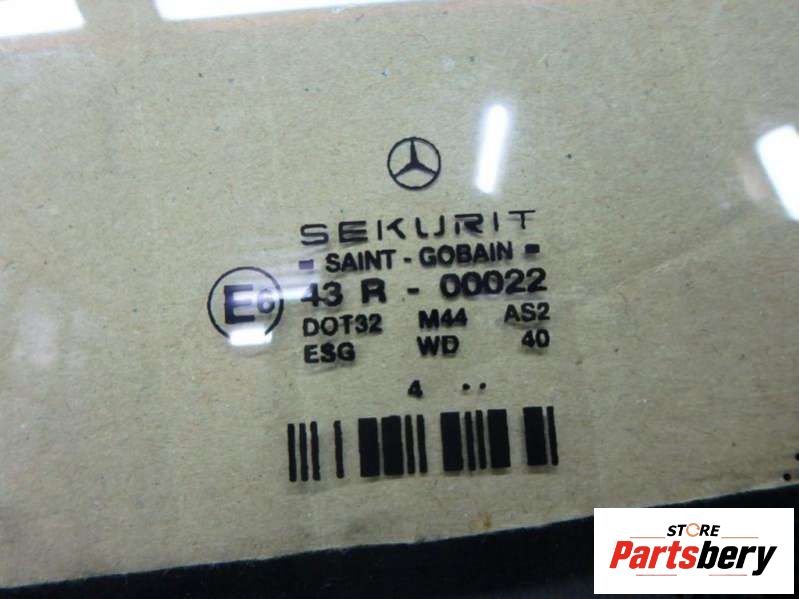 SEKURIT
SAINT - GOBAIN
E6 43 R - 00022
DOT32 M44 AS2
ESG WD 40
4 ..
STORE
Partsbery